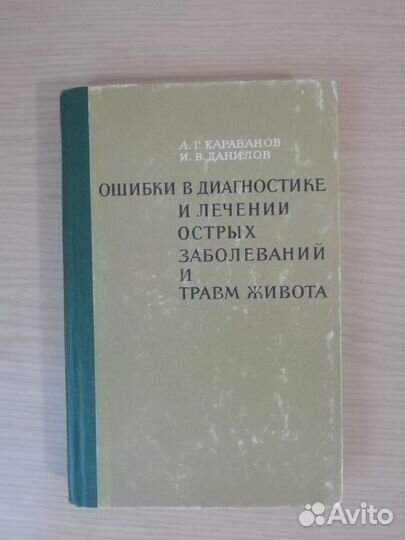 А. Г. КАРАВАНОВ
И. В. ДАНИЛОВ
ОШИБКИ В ДИАГНОСТИКЕ
И ЛЕЧЕНИИ
ОСТРЫХ
ЗАБОЛЕВАНИЙ
И
ТРАВМ ЖИВОТА
Avito